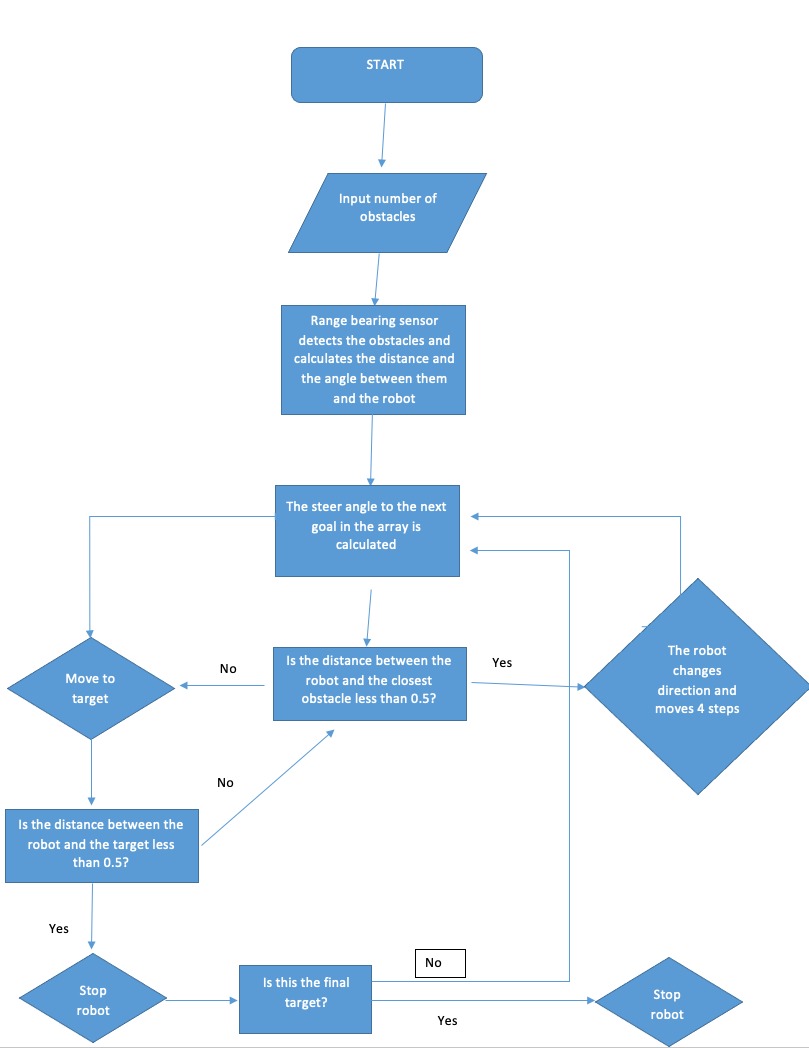 START
Input number of
obstacles
Range bearing sensor
detects the obstacles and
calculates the distance and
the angle between them
and the robot
The steer angle to the next
goal in the array is
calculated
Is the distance between the
robot and the closest
obstacle less than 0.5?
No
Yes
Move to
target
The robot
changes
direction and
moves 4 steps
No
Is the distance between the
robot and the target less
than 0.5?
Yes
Stop
robot
Is this the final
target?
No
Yes
Stop
robot